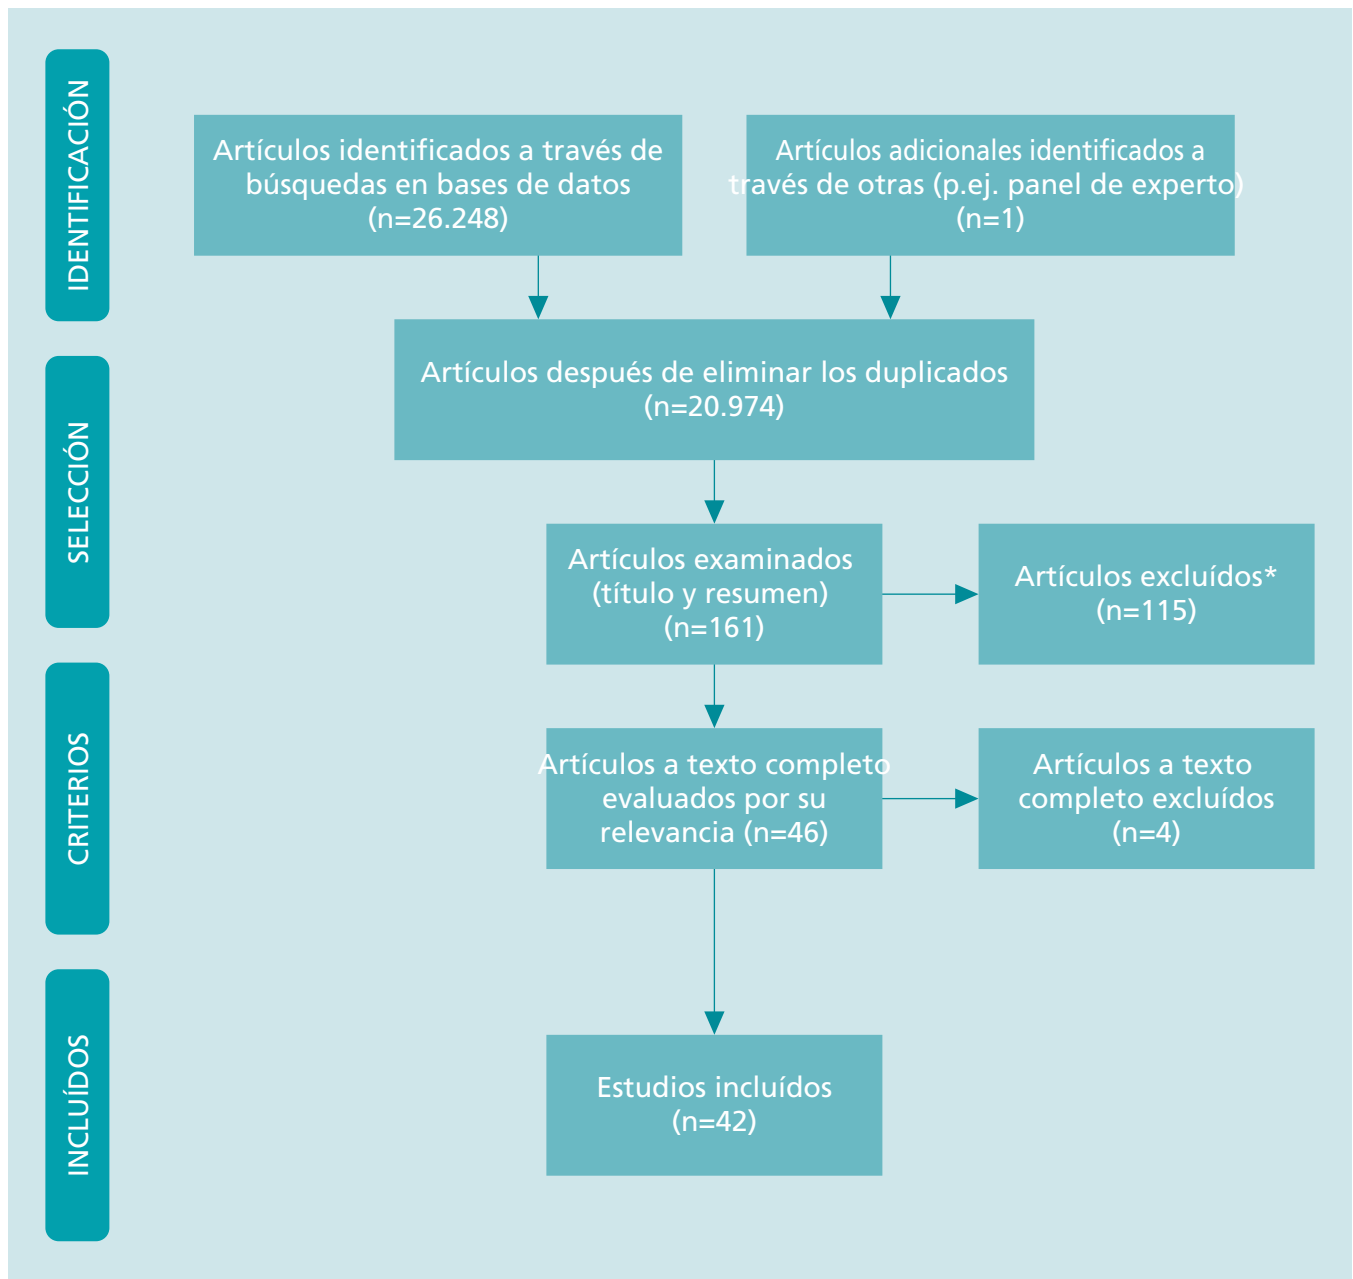 IDENTIFICACIÓN
Artículos identificados a través de
búsquedas en bases de datos
(n=26.248)
Artículos adicionales identificados a
través de otras (p.ej. panel de experto)
(n=1)
SELECCIÓN
Artículos después de eliminar los duplicados
(n=20.974)
Artículos examinados
(título y resumen)
(n=161)
Artículos excluídos*
(n=115)
CRITERIOS
Artículos a texto completo
evaluados por su
relevancia (n=46)
Artículos a texto
completo excluídos
(n=4)
INCLUÍDOS
Estudios incluídos
(n=42)